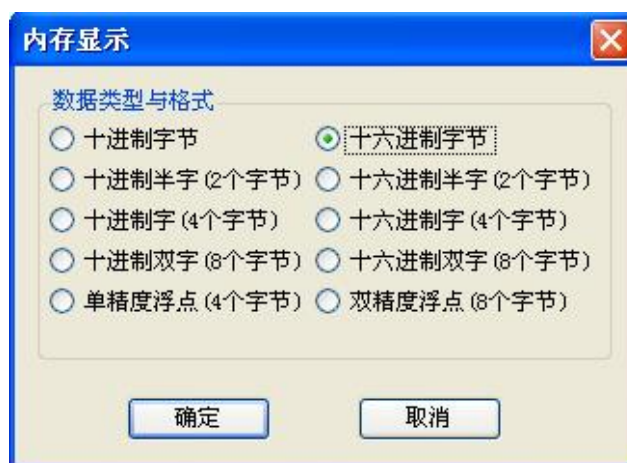 内存显示
数据类型与格式
十进制字节 十六进制字节
十进制半字(2个字节) 十六进制半字(2个字节)
十进制字(4个字节) 十六进制字(4个字节)
十进制双字(8个字节) 十六进制双字(8个字节)
单精度浮点(4个字节) 双精度浮点(8个字节)
确定 取消